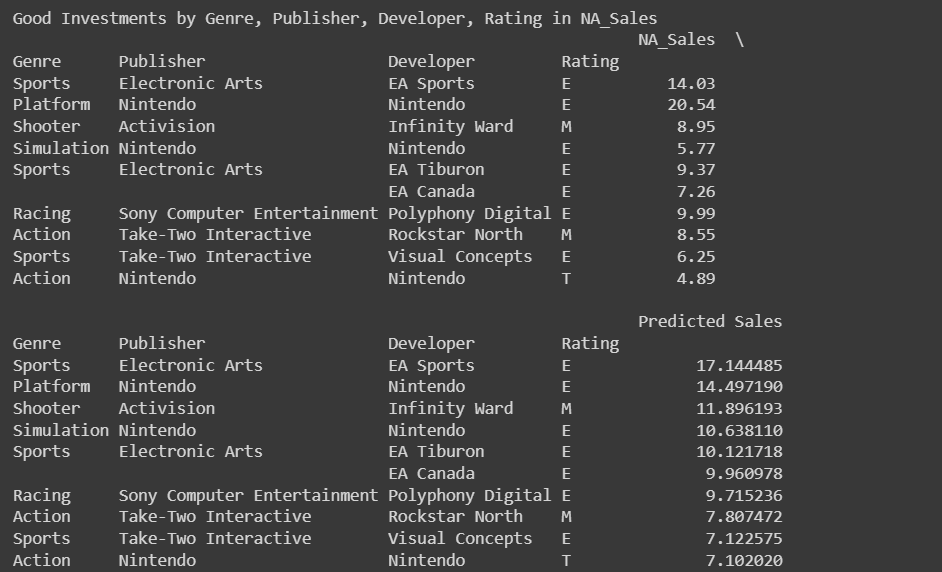 Good Investments by Genre, Publisher, Developer, Rating in NA_Sales
NA_Sales \
Genre Publisher Developer Rating
Sports Electronic Arts EA Sports E 14.03
Platform Nintendo Nintendo E 20.54
Shooter Activision Infinity Ward M 8.95
Simulation Nintendo Nintendo E 5.77
Sports Electronic Arts EA Tiburon E 9.37
EA Canada E 7.26
Racing Sony Computer Entertainment Polyphony Digital E 9.99
Action Take-Two Interactive Rockstar North M 8.55
Sports Take-Two Interactive Visual Concepts E 6.25
Action Nintendo Nintendo T 4.89
Predicted Sales
Genre Publisher Developer Rating
Sports Electronic Arts EA Sports E 17.144485
Platform Nintendo Nintendo E 14.497190
Shooter Activision Infinity Ward M 11.896193
Simulation Nintendo Nintendo E 10.638110
Sports Electronic Arts EA Tiburon E 10.121718
EA Canada E 9.960978
Racing Sony Computer Entertainment Polyphony Digital E 9.715236
Action Take-Two Interactive Rockstar North M 7.807472
Sports Take-Two Interactive Visual Concepts E 7.122575
Action Nintendo Nintendo T 7.102020